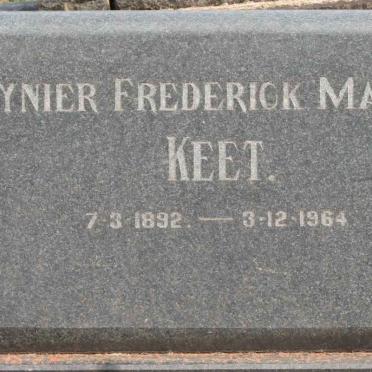 YNIER FREDERICK MA
KEET.
7-3-1892. — 3-12-1964